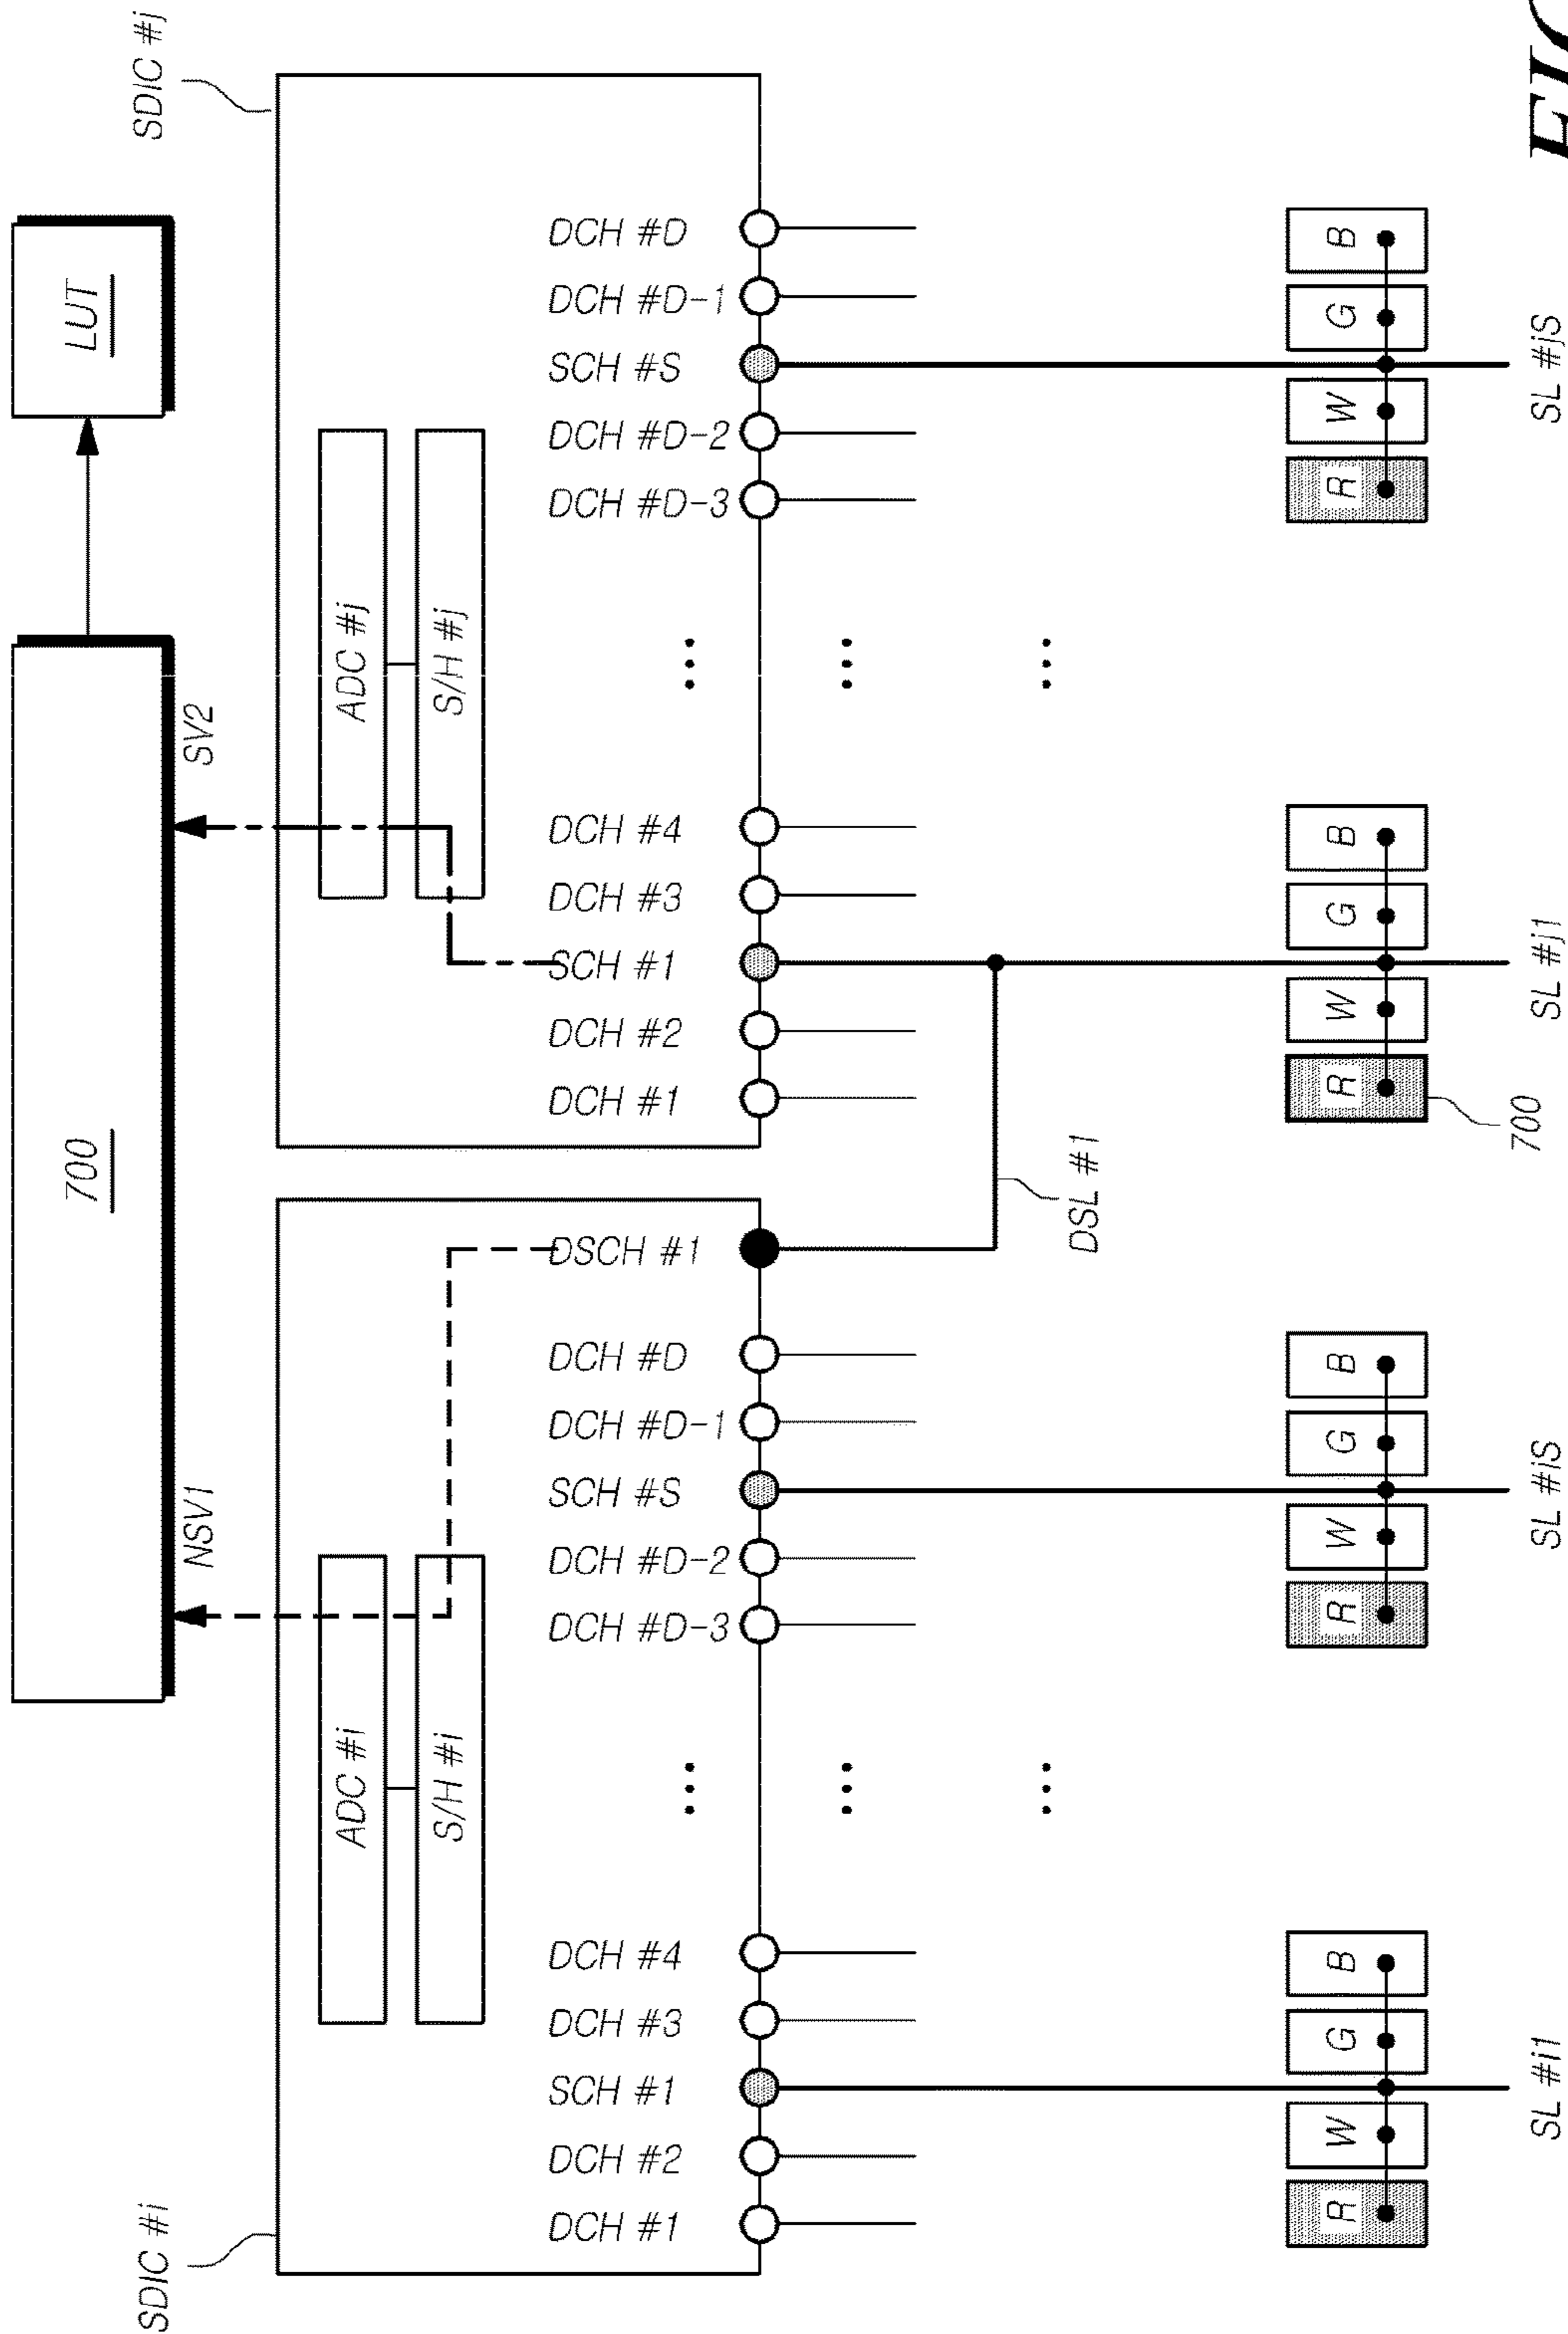 700
LUT
NSV1
SV2
SDIC #i
SDIC #j
ADC #i
S/H #i
ADC #j
S/H #j
DCH #1
DCH #2
SCH #1
DCH #3
DCH #4
...
DCH #D-3
DCH #D-2
SCH #S
DCH #D-1
DCH #D
DSCH #1
DCH #1
DCH #2
SCH #1
DCH #3
DCH #4
...
DCH #D-3
DCH #D-2
SCH #S
DCH #D-1
DCH #D
...
...
DSL #1
...
...
R W G B
R W G B
R W G B
R W G B
700
SL #i1
SL #iS
SL #j1
SL #jS